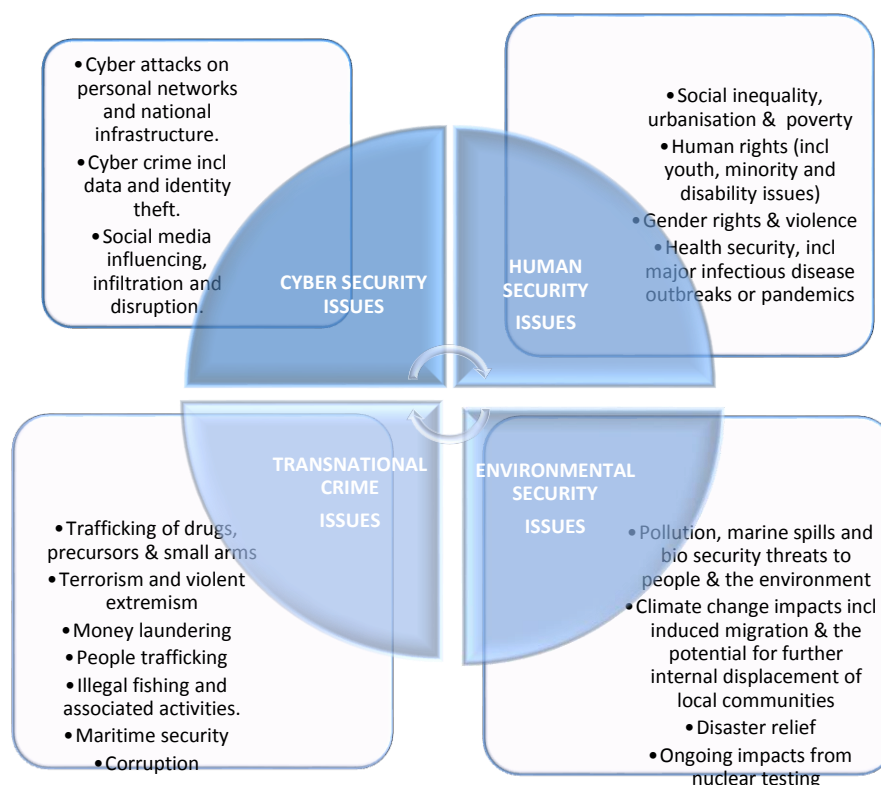 •Cyber attacks on
personal networks
and national
infrastructure.
•Cyber crime incl
data and identity
theft.
•Social media
influencing,
infiltration and
disruption.
CYBER SECURITY
ISSUES
•Social inequality,
urbanisation & poverty
•Human rights (incl
youth, minority and
disability issues)
•Gender rights & violence
•Health security, incl
major infectious disease
outbreaks or pandemics
HUMAN
SECURITY
ISSUES
TRANSNATIONAL
CRIME
ISSUES
•Trafficking of drugs,
precursors & small arms
•Terrorism and violent
extremism
•Money laundering
•People trafficking
•Illegal fishing and
associated activities.
•Maritime security
•Corruption
ENVIRONMENTAL
SECURITY
ISSUES
•Pollution, marine spills and
bio security threats to
people & the environment
•Climate change impacts incl
induced migration & the
potential for further
internal displacement of
local communities
•Disaster relief
•Ongoing impacts from
nuclear testing